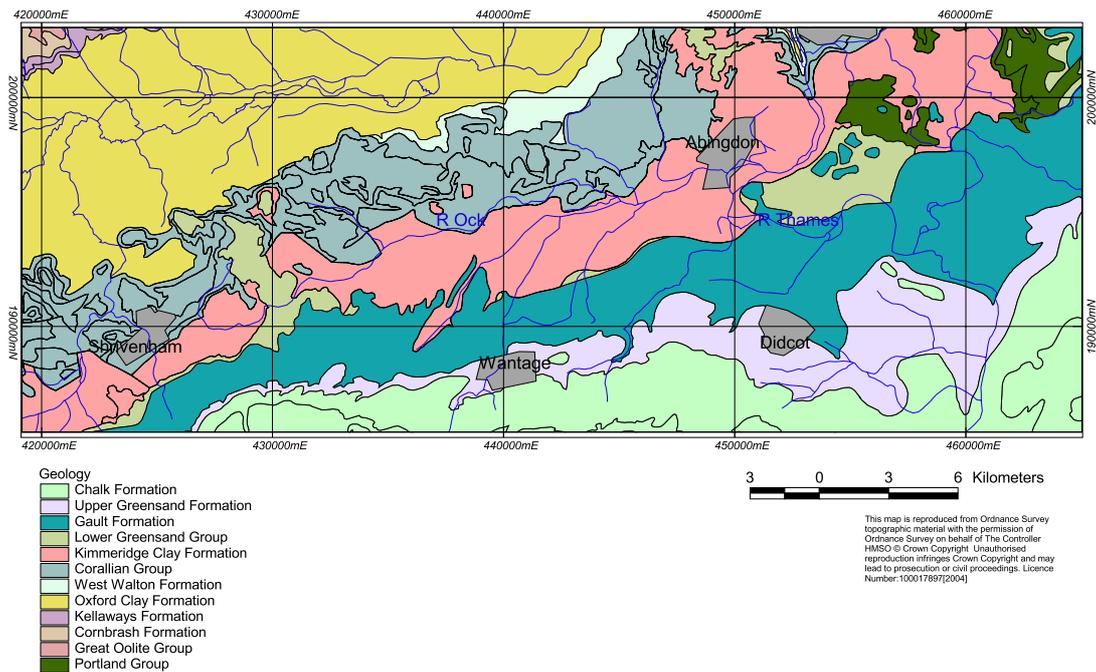 420000mE 430000mE 440000mE 450000mE 460000mE
200000mN 200000mN
Abingdon
R Ock
R Thames
190000mN 190000mN
Shrivenham
Didcot
Wantage
420000mE 430000mE 440000mE 450000mE 460000mE
Geology
Chalk Formation
Upper Greensand Formation
Gault Formation
Lower Greensand Group
Kimmeridge Clay Formation
Corallian Group
West Walton Formation
Oxford Clay Formation
Kellaways Formation
Cornbrash Formation
Great Oolite Group
Portland Group
3 0 3 6 Kilometers
This map is reproduced from Ordnance Survey
topographic material with the permission of
Ordnance Survey on behalf of The Controller
HMSO © Crown Copyright Unauthorised
reproduction infringes Crown Copyright and may
lead to prosecution or civil proceedings. Licence
Number:100017897[2004]